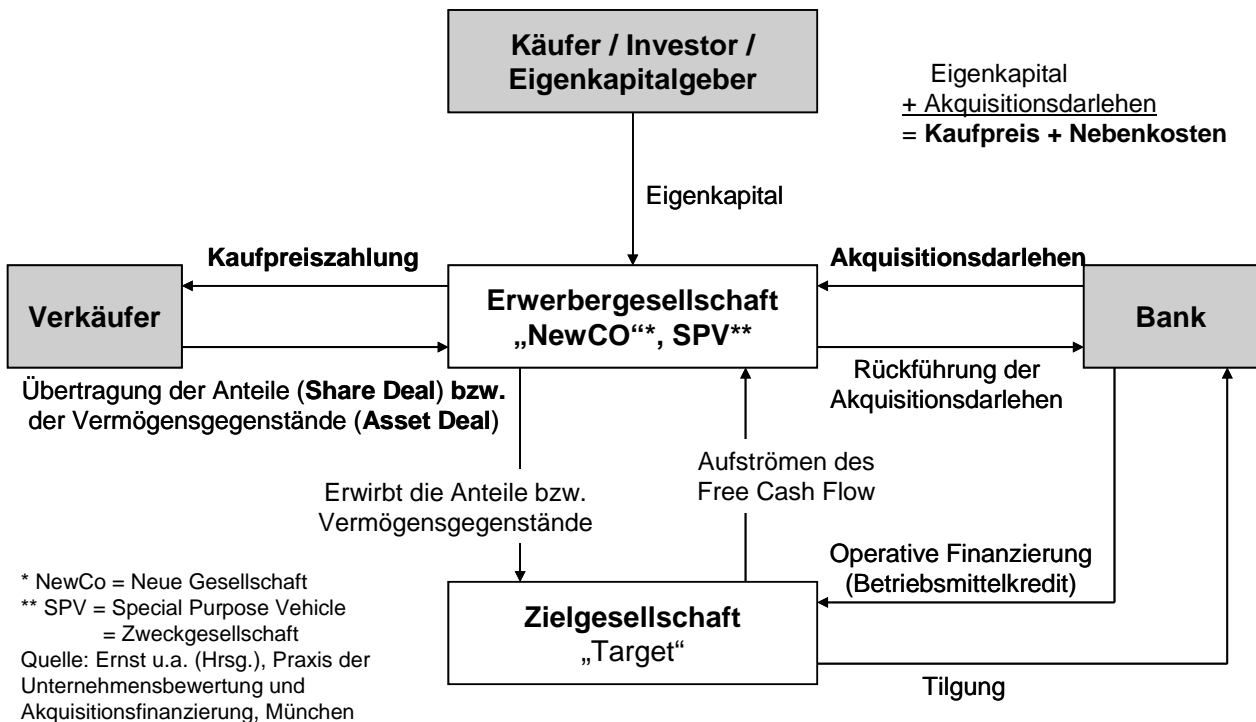 Käufer / Investor /
Eigenkapitalgeber
Eigenkapital
+ Akquisitionsdarlehen
= Kaufpreis + Nebenkosten
Eigenkapital
Kaufpreiszahlung
Akquisitionsdarlehen
Verkäufer
Erwerbergesellschaft
„NewCO“*, SPV**
Bank
Übertragung der Anteile (Share Deal) bzw.
der Vermögensgegenstände (Asset Deal)
Rückführung der
Akquisitionsdarlehen
Erwirbt die Anteile bzw.
Vermögensgegenstände
Aufströmen des
Free Cash Flow
Operative Finanzierung
(Betriebsmittelkredit)
Zielgesellschaft
„Target“
Tilgung
* NewCo = Neue Gesellschaft
** SPV = Special Purpose Vehicle
= Zweckgesellschaft
Quelle: Ernst u.a. (Hrsg.), Praxis der
Unternehmensbewertung und
Akquisitionsfinanzierung, München